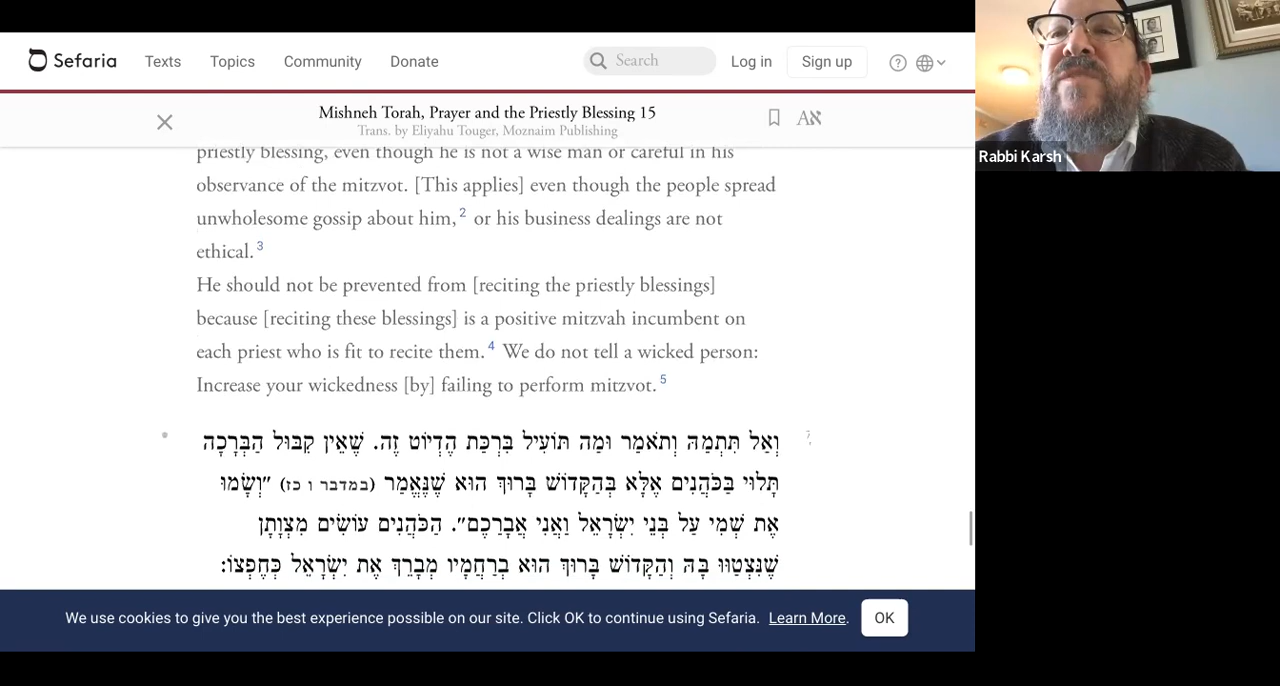 Sefaria Texts Topics Community Donate Search Log in Sign up
Mishneh Torah, Prayer and the Priestly Blessing 15
Trans. by Eliyahu Touger, Moznaim Publishing
priestly blessing, even though he is not a wise man or careful in his
observance of the mitzvot. [This applies] even though the people spread
unwholesome gossip about him,2 or his business dealings are not
ethical.3
He should not be prevented from [reciting the priestly blessings]
because [reciting these blessings] is a positive mitzvah incumbent on
each priest who is fit to recite them.4 We do not tell a wicked person:
Increase your wickedness [by] failing to perform mitzvot.5
וְאַל תִּתְמַהּ וְתֹאמַר וּמַה תּוֹעִיל בִּרְכַּת הֶדְיוֹט זֶה. שֶׁאֵין קִבּוּל הַבְּרָכָה
תָּלוּי בַּכֹּהֲנִים אֶלָּא בְּהַקָּדוֹשׁ בָּרוּךְ הוּא שֶׁנֶּאֱמַר (במדבר ו כז) "וְשָׂמוּ
אֶת שְׁמִי עַל בְּנֵי יִשְׂרָאֵל וַאֲנִי אֲבָרְכֵם". הַכֹּהֲנִים עוֹשִׂים מִצְוָתָן
שֶׁנִּצְטַוּוּ בָּהּ וְהַקָּדוֹשׁ בָּרוּךְ הוּא בְּרַחֲמָיו מְבָרֵךְ אֶת יִשְׂרָאֵל כְּחֶפְצוֹ:
We use cookies to give you the best experience possible on our site. Click OK to continue using Sefaria. Learn More. OK
Rabbi Karsh